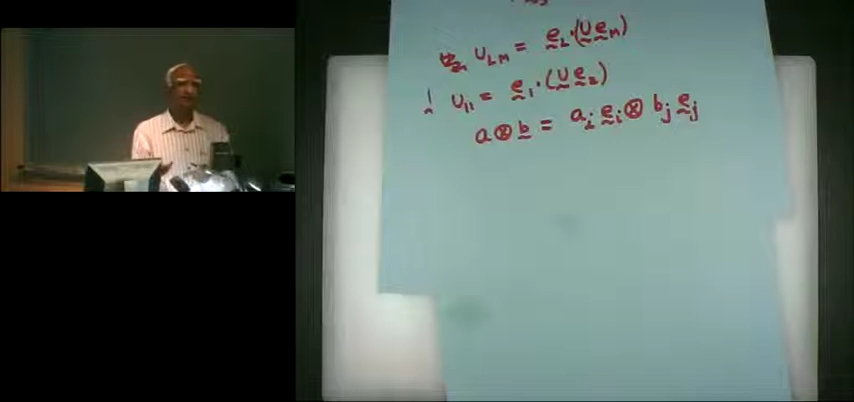 U_{LM} = e_L·(U e_M)
U_{11} = e_1·(U e_2)
a⊗b = a_i e_i ⊗ b_j e_j